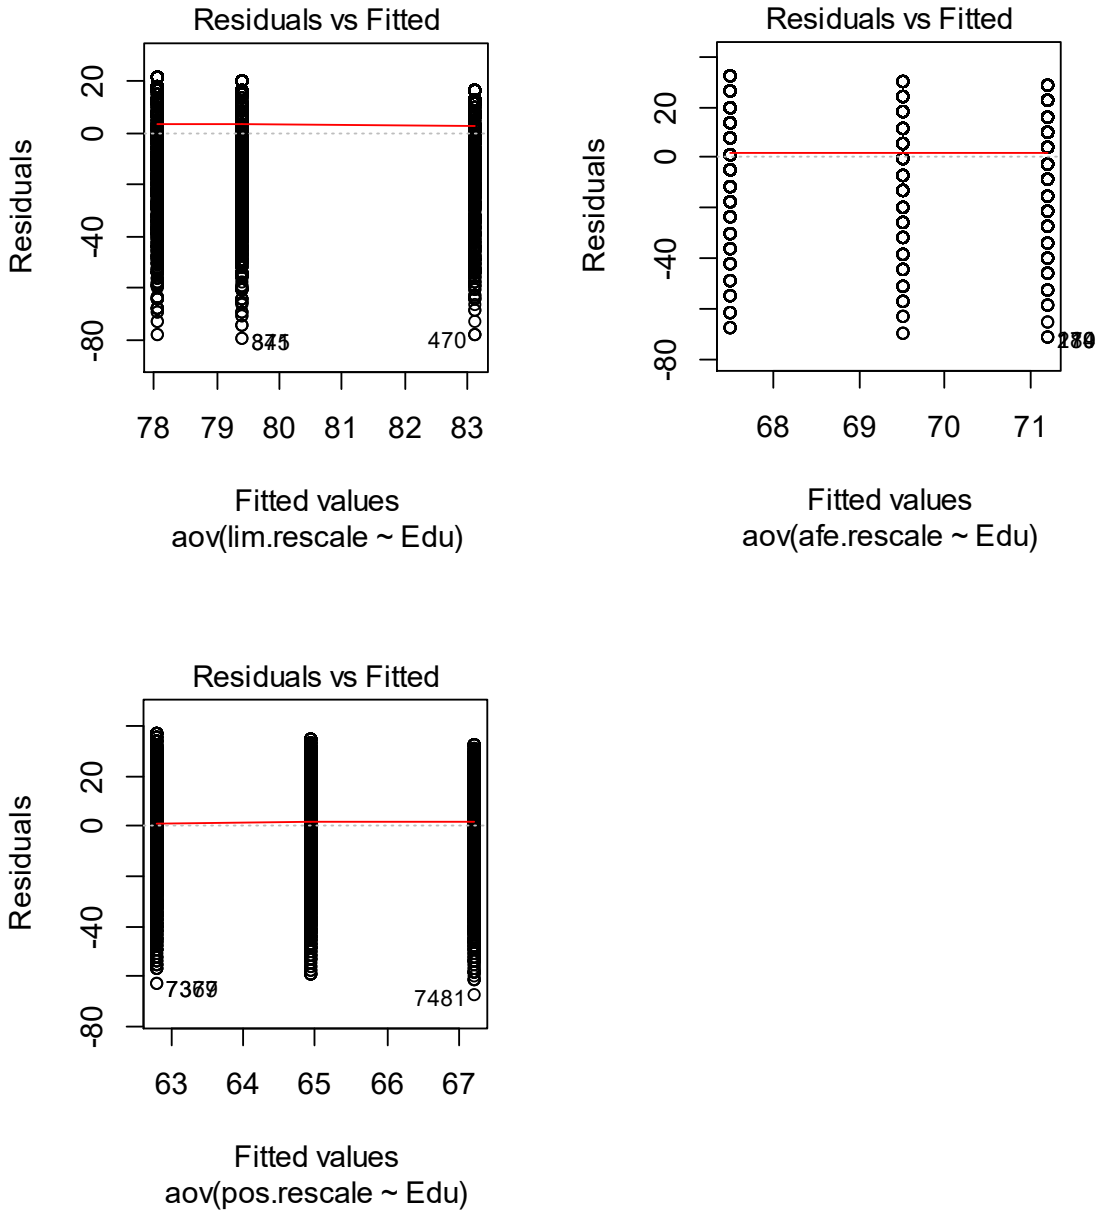 Residuals vs Fitted
Residuals
20
0
-40
-80
470
78 79 80 81 82 83
Fitted values
aov(lim.rescale ~ Edu)
Residuals vs Fitted
Residuals
20
0
-40
-80
68 69 70 71
Fitted values
aov(afe.rescale ~ Edu)
Residuals vs Fitted
Residuals
20
0
-40
-80
7481
63 64 65 66 67
Fitted values
aov(pos.rescale ~ Edu)